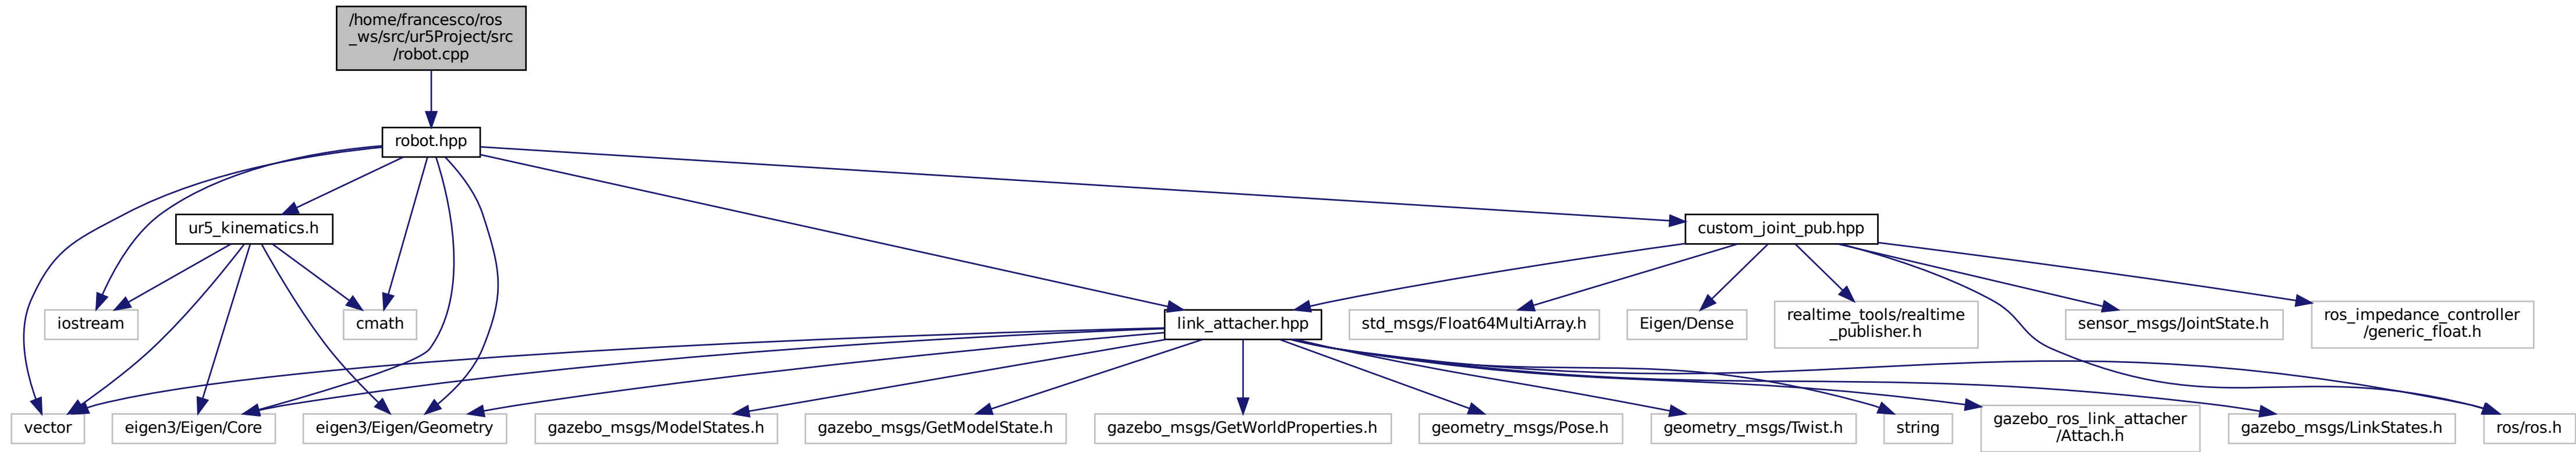 /home/francesco/ros
_ws/src/ur5Project/src
/robot.cpp
robot.hpp
ur5_kinematics.h
custom_joint_pub.hpp
iostream
cmath
link_attacher.hpp
std_msgs/Float64MultiArray.h
Eigen/Dense
realtime_tools/realtime
_publisher.h
sensor_msgs/JointState.h
ros_impedance_controller
/generic_float.h
vector
eigen3/Eigen/Core
eigen3/Eigen/Geometry
gazebo_msgs/ModelStates.h
gazebo_msgs/GetModelState.h
gazebo_msgs/GetWorldProperties.h
geometry_msgs/Pose.h
geometry_msgs/Twist.h
string
gazebo_ros_link_attacher
/Attach.h
gazebo_msgs/LinkStates.h
ros/ros.h